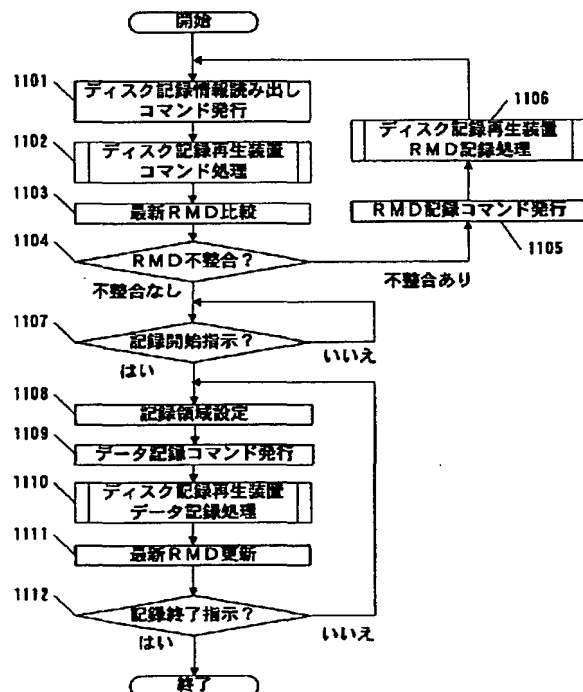 開始
1101
ディスク記録情報読み出し
コマンド発行
1102
ディスク記録再生装置
コマンド処理
1103
最新RMD比較
1104
RMD不整合?
不整合なし
不整合あり
1106
ディスク記録再生装置
RMD記録処理
RMD記録コマンド発行
1105
1107
記録開始指示?
はい
いいえ
1108
記録領域設定
1109
データ記録コマンド発行
1110
ディスク記録再生装置
データ記録処理
1111
最新RMD更新
1112
記録終了指示?
はい
いいえ
終了